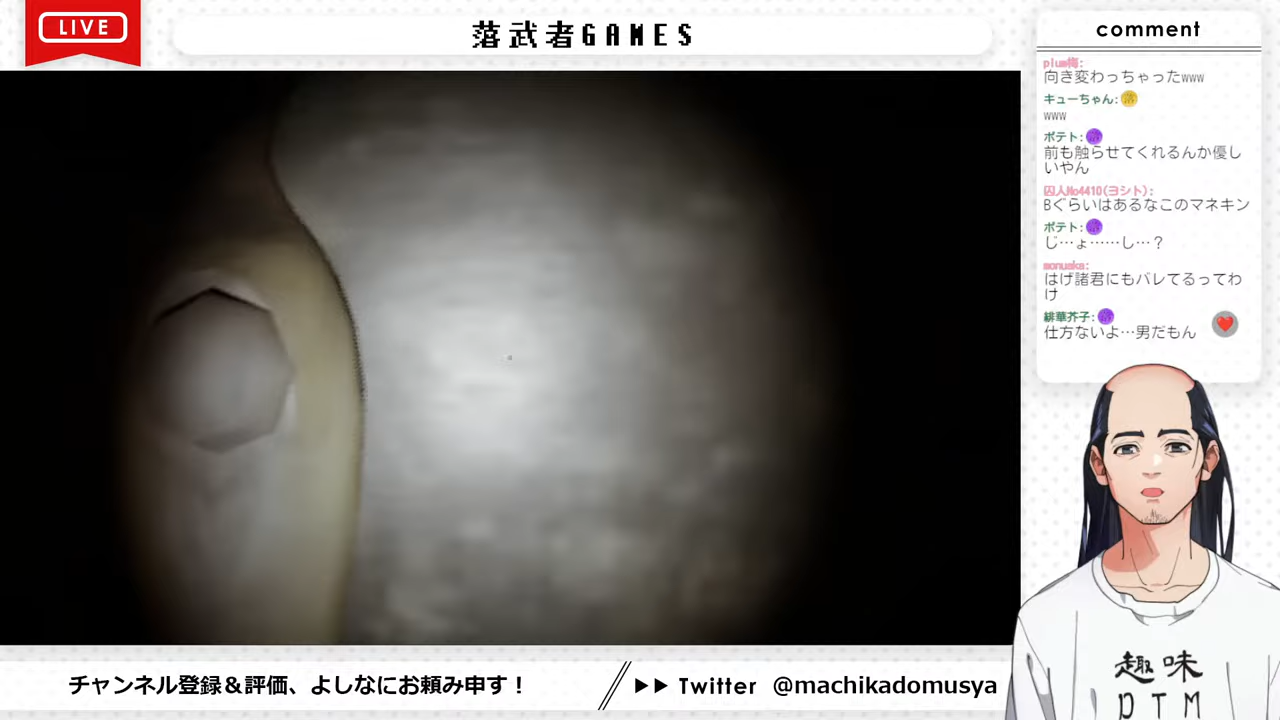 LIVE
落武者GAMES
comment
plum梅:
向き変わっちゃったwww
キューちゃん:
www
ポテト:
前も触らせてくれるんか優し
いやん
囚人No4410(ヨシト):
Bぐらいはあるなこのマネキン
ポテト:
じ…ょ……し…？
はげ諸君にもバレてるってわ
け
緋華芥子:
仕方ないよ…男だもん
趣味
DTM
チャンネル登録＆評価、よしなにお頼み申す！
▶▶ Twitter @machikadomusya